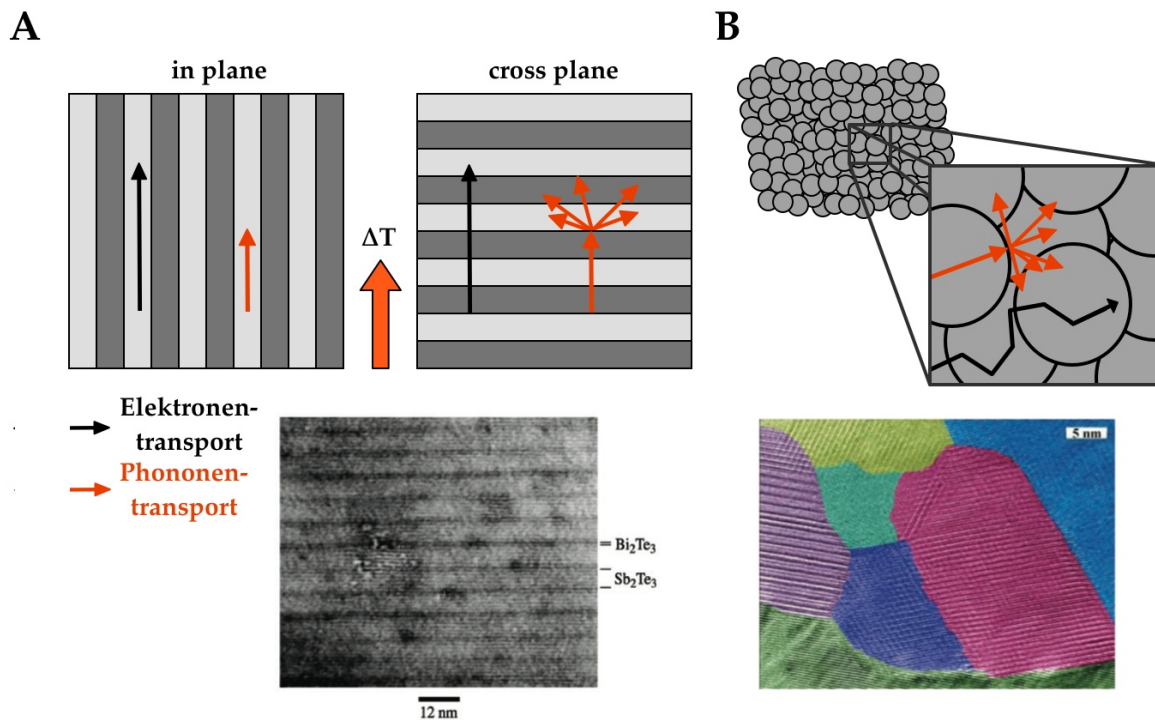 A
B
in plane
cross plane
ΔT
Elektronen-
transport
Phononen-
transport
Bi₂Te₃
Sb₂Te₃
12 nm
5 nm